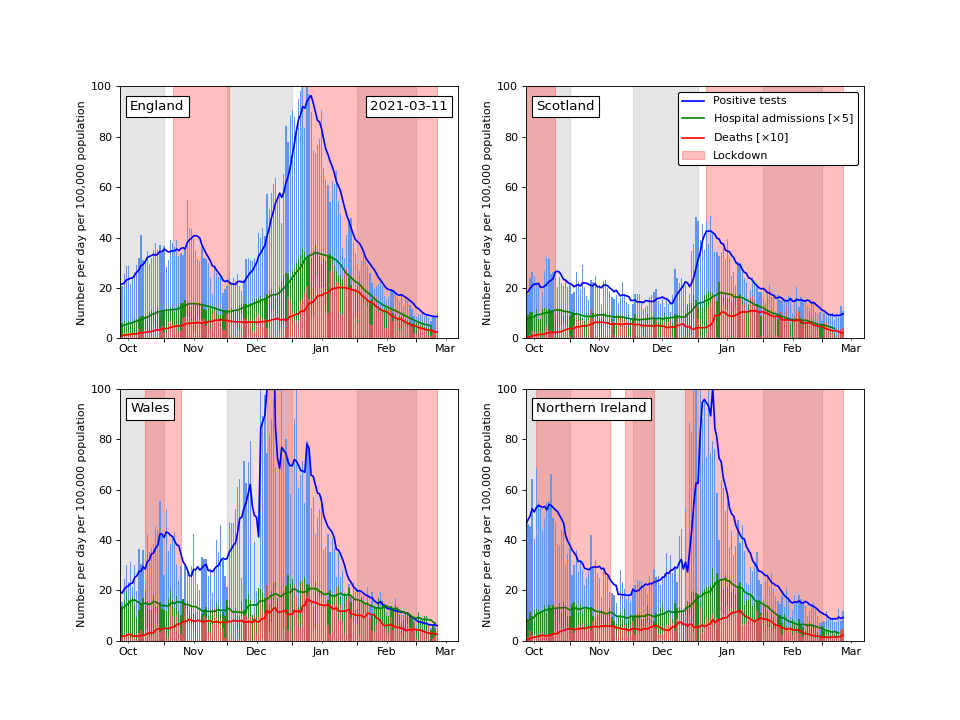 England
2021-03-11
Number per day per 100,000 population
100
80
60
40
20
0
Oct Nov Dec Jan Feb Mar
Scotland
Positive tests
Hospital admissions [×5]
Deaths [×10]
Lockdown
Number per day per 100,000 population
100
80
60
40
20
0
Oct Nov Dec Jan Feb Mar
Wales
Number per day per 100,000 population
100
80
60
40
20
0
Oct Nov Dec Jan Feb Mar
Northern Ireland
Number per day per 100,000 population
100
80
60
40
20
0
Oct Nov Dec Jan Feb Mar